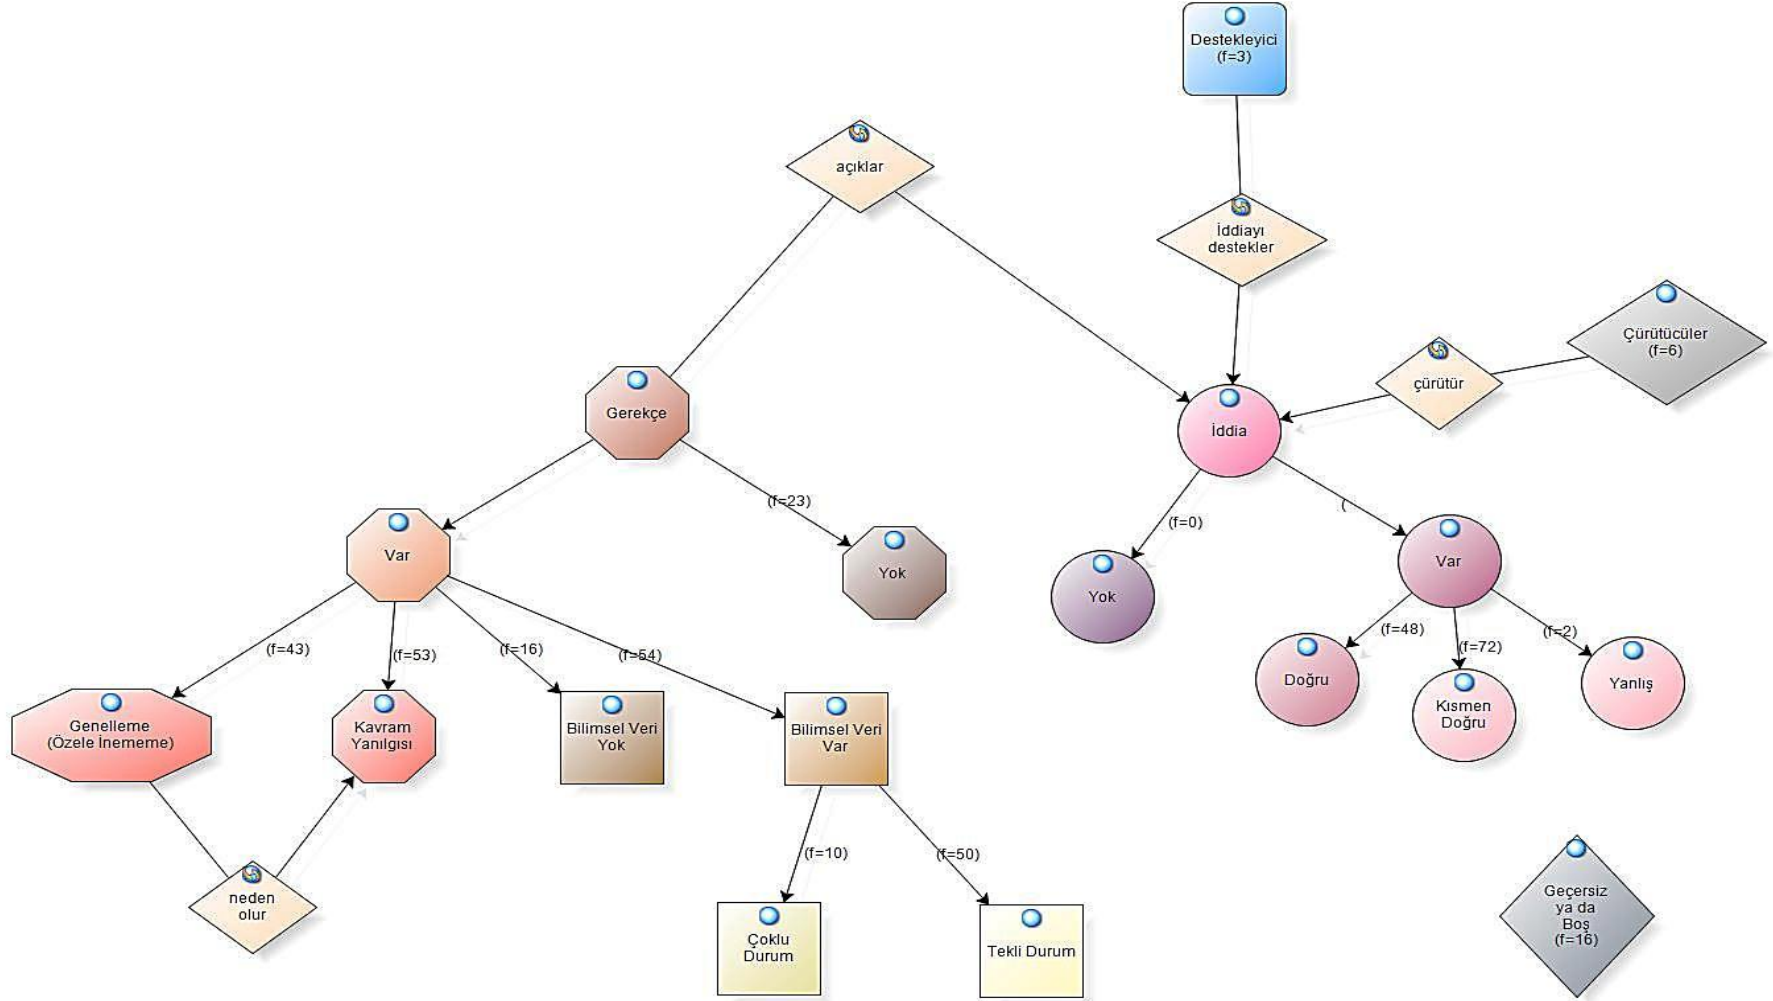 Destekleyici
(f=3)
açıklar
İddiayı
destekler
Çürütücüler
(f=6)
çürütür
Gerekçe
İddia
(f=23)
(f=0)
(
Var
Yok
Yok
Var
(f=43)
(f=53)
(f=16)
(f=54)
(f=48)
(f=72)
(f=2)
Genelleme
(Özele İnememe)
Kavram
Yanılgısı
Bilimsel Veri
Yok
Bilimsel Veri
Var
Doğru
Kısmen
Doğru
Yanlış
(f=10)
(f=50)
neden
olur
Çoklu
Durum
Tekli Durum
Geçersiz
ya da
Boş
(f=16)